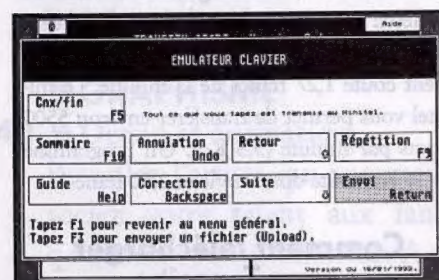 Aide
EMULATEUR CLAVIER
Cnx/fin
F5
Tout ce que vous tapez est transmis au minitel.
Sommaire
F10
Annulation
Undo
Retour
Répétition
F9
Guide
Help
Correction
Backspace
Suite
Envoi
Return
Tapez F1 pour revenir au menu général.
Tapez F3 pour envoyer un fichier (Upload).
Version du 16/01/1993.